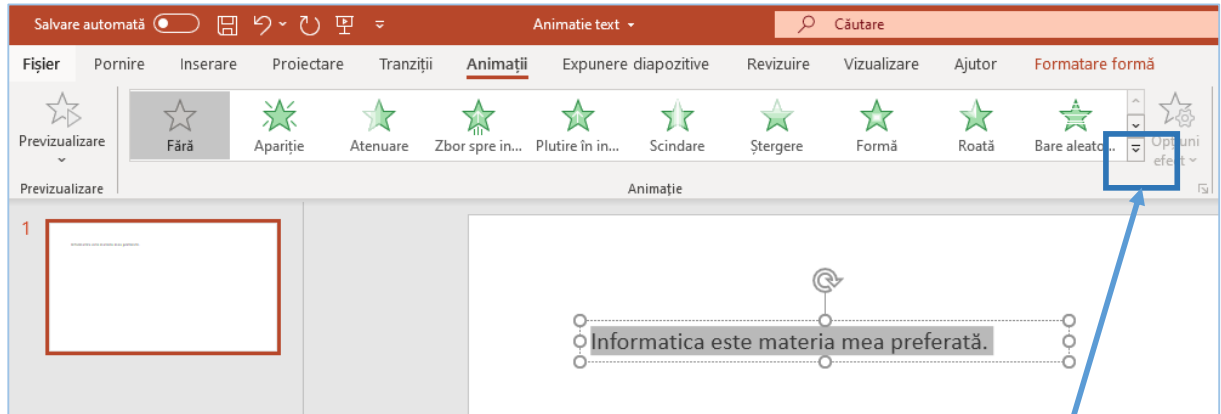 Salvare automată
Animatie text
Căutare
Fișier Pornire Inserare Proiectare Tranziții Animații Expunere diapozitive Revizuire Vizualizare Ajutor Formatare formă
Previzualizare
Fără Apariție Atenuare Zbor spre in... Plutire în in... Scindare Ștergere Formă Roată Bare aleato...
Opțiuni
efect
Previzualizare
Animație
1
Informatica este materia mea preferată.